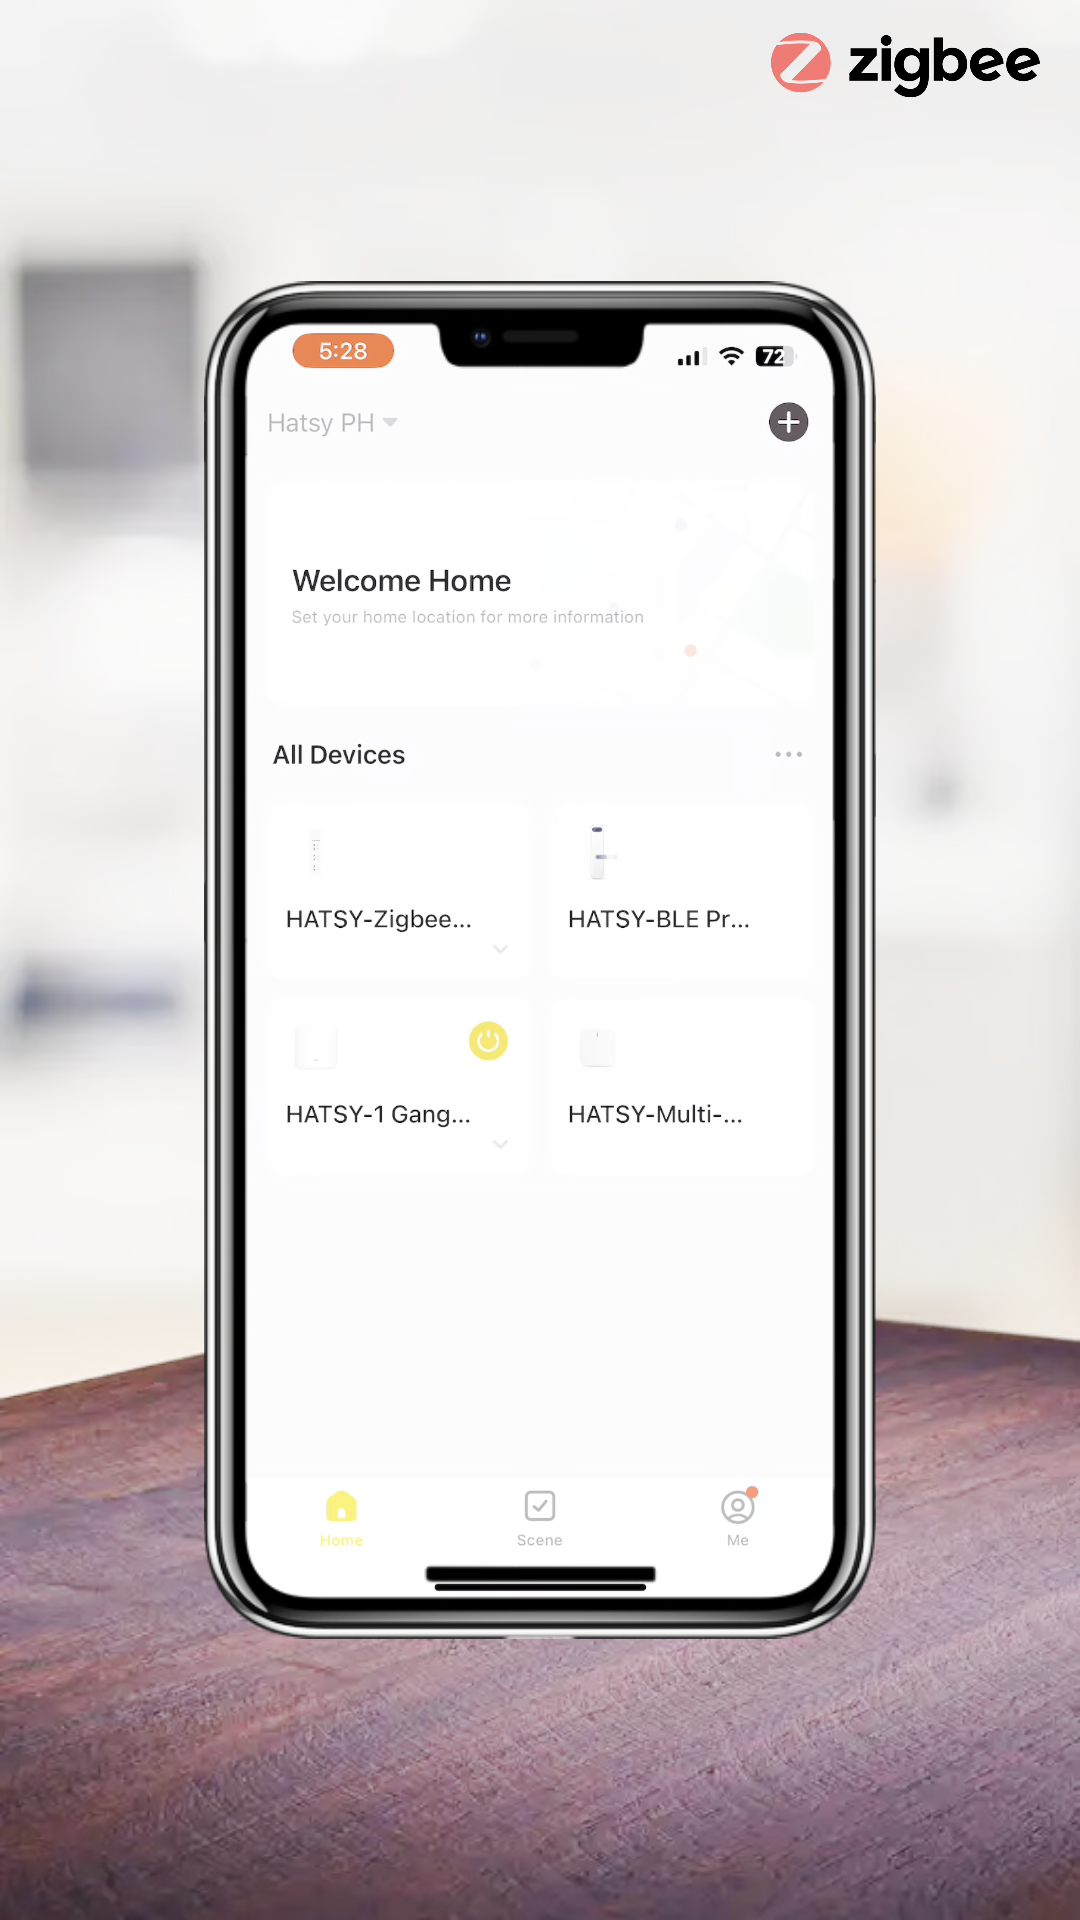 zigbee
5:28
72
Hatsy PH
Welcome Home
Set your home location for more information
All Devices
HATSY-Zigbee...
HATSY-BLE Pr...
HATSY-1 Gang...
HATSY-Multi-...
Home
Scene
Me